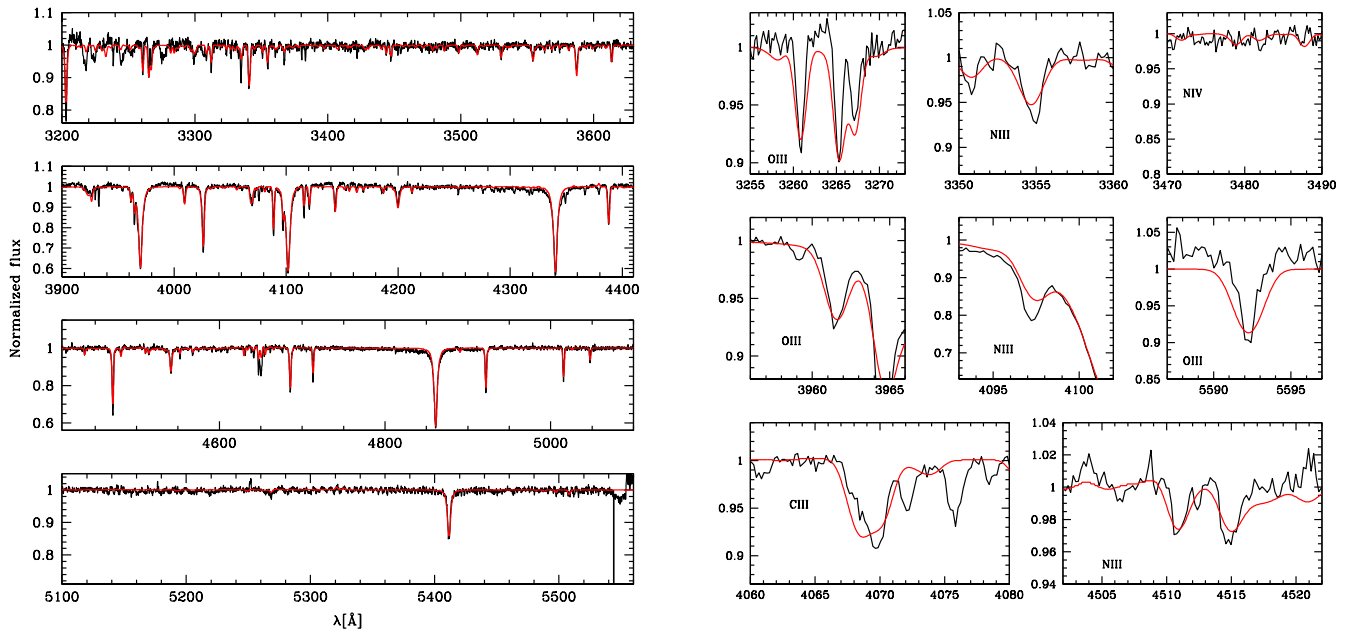 1.1
1
0.9
0.8
3200 3300 3400 3500 3600
1.1
1
0.9
0.8
0.7
0.6
3900 4000 4100 4200 4300 4400
1
0.8
0.6
4600 4800 5000
1
0.9
0.8
5100 5200 5300 5400 5500
Normalized flux
λ[Å]
1
0.95
0.9
OIII
3255 3261 3267 3273
1.05
1
0.95
0.9
NIII
3350 3355 3360
1
0.95
0.9
0.85
0.8
NIV
3470 3480 3490
1
0.95
0.9
OIII
3960 3965
1
0.9
0.8
0.7
NIII
4095 4100
1.05
1
0.95
0.9
0.85
OIII
5590 5595
1
0.95
0.9
CIII
4060 4065 4070 4075 4080
1.04
1.02
1
0.98
0.96
0.94
NIII
4505 4510 4515 4520